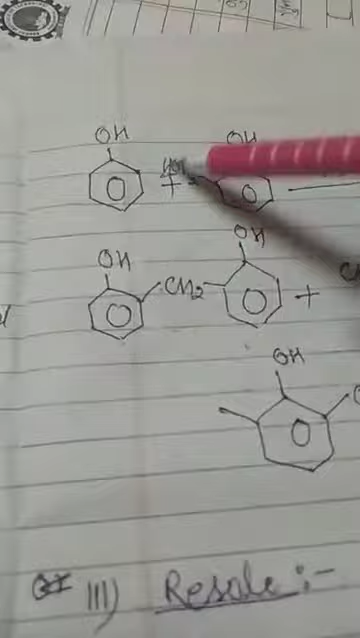 OH OH
+
OH
OH
CH₂
+
OH
III) Resole :-